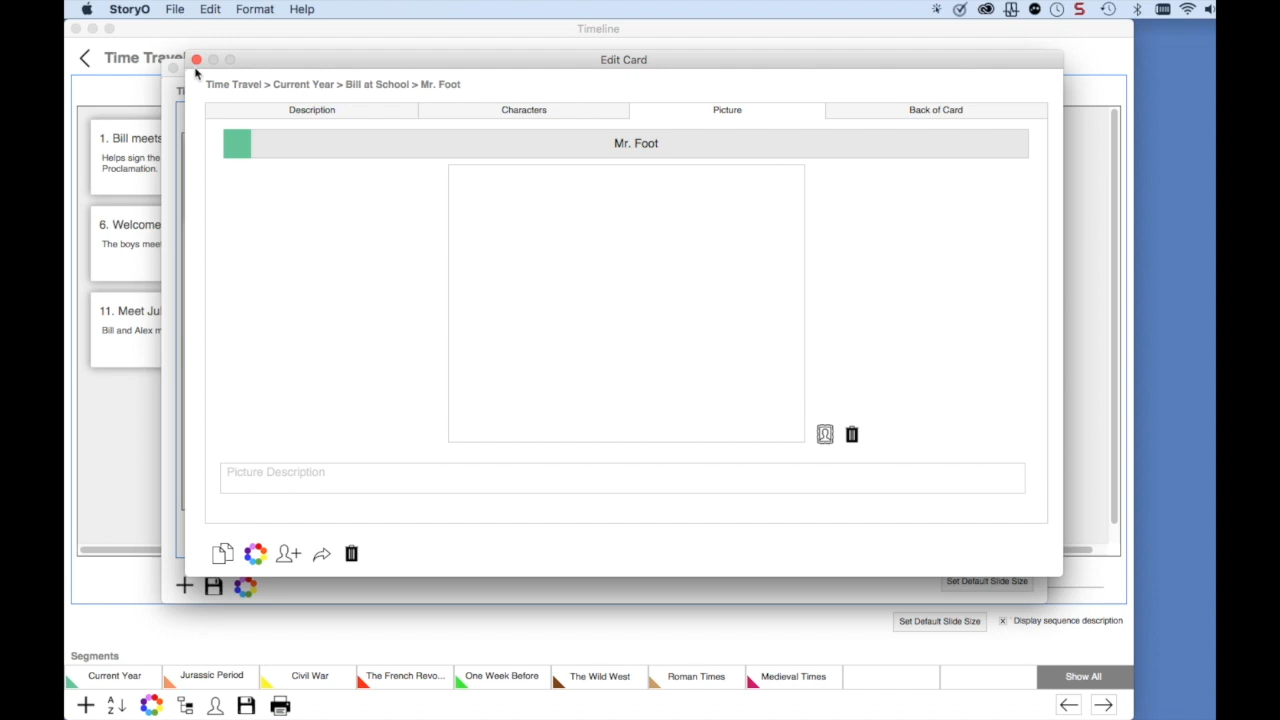 StoryO File Edit Format Help
Timeline
Time Travel
Edit Card
Time Travel > Current Year > Bill at School > Mr. Foot
Description Characters Picture Back of Card
Mr. Foot
1. Bill meets
Helps sign the
Proclamation.
6. Welcome
The boys mee
11. Meet Jul
Bill and Alex m
Picture Description
Set Default Slide Size
Set Default Slide Size x Display sequence description
Segments
Current Year Jurassic Period Civil War The French Revo... One Week Before The Wild West Roman Times Medieval Times Show All
A
Z